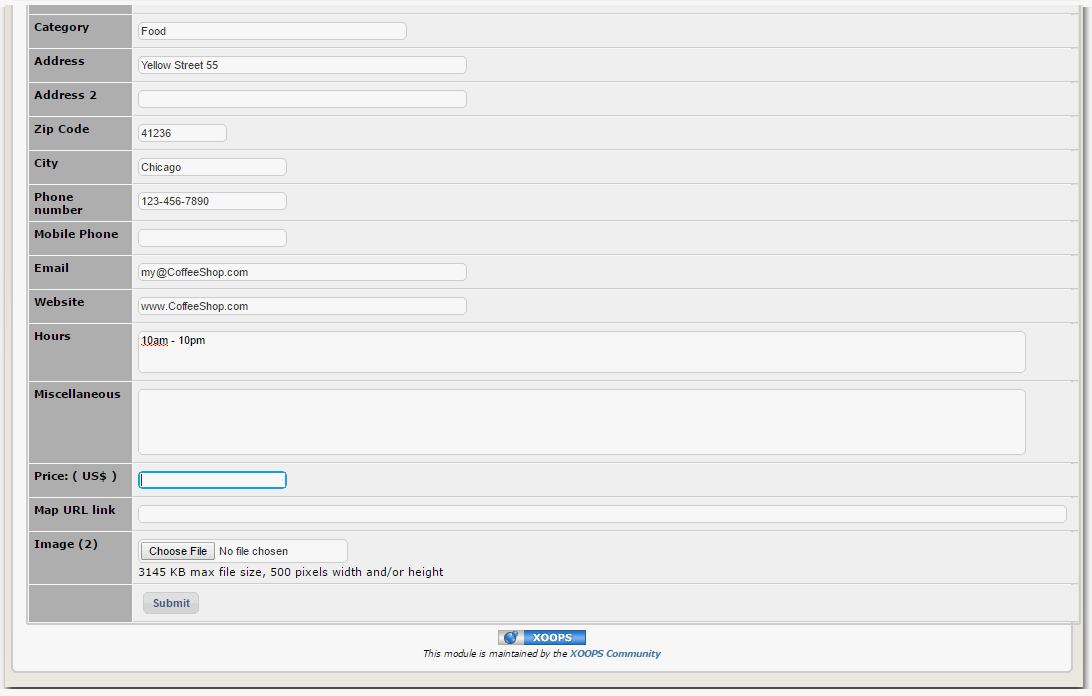 Category
Food
Address
Yellow Street 55
Address 2
Zip Code
41236
City
Chicago
Phone
number
123-456-7890
Mobile Phone
Email
my@CoffeeShop.com
Website
www.CoffeeShop.com
Hours
10am - 10pm
Miscellaneous
Price: ( US$ )
Map URL link
Image (2)
Choose File No file chosen
3145 KB max file size, 500 pixels width and/or height
Submit
XOOPS
This module is maintained by the XOOPS Community